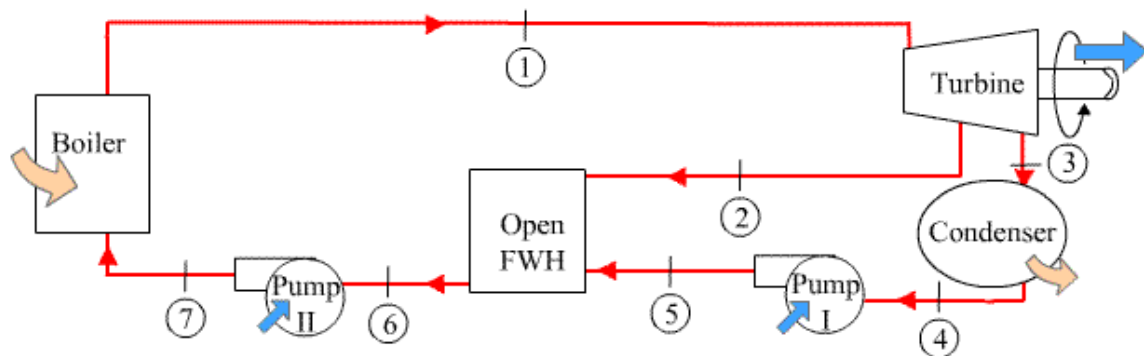 1
Turbine
Boiler
3
2
Open
FWH
Condenser
Pump
II
Pump
I
7
6
5
4